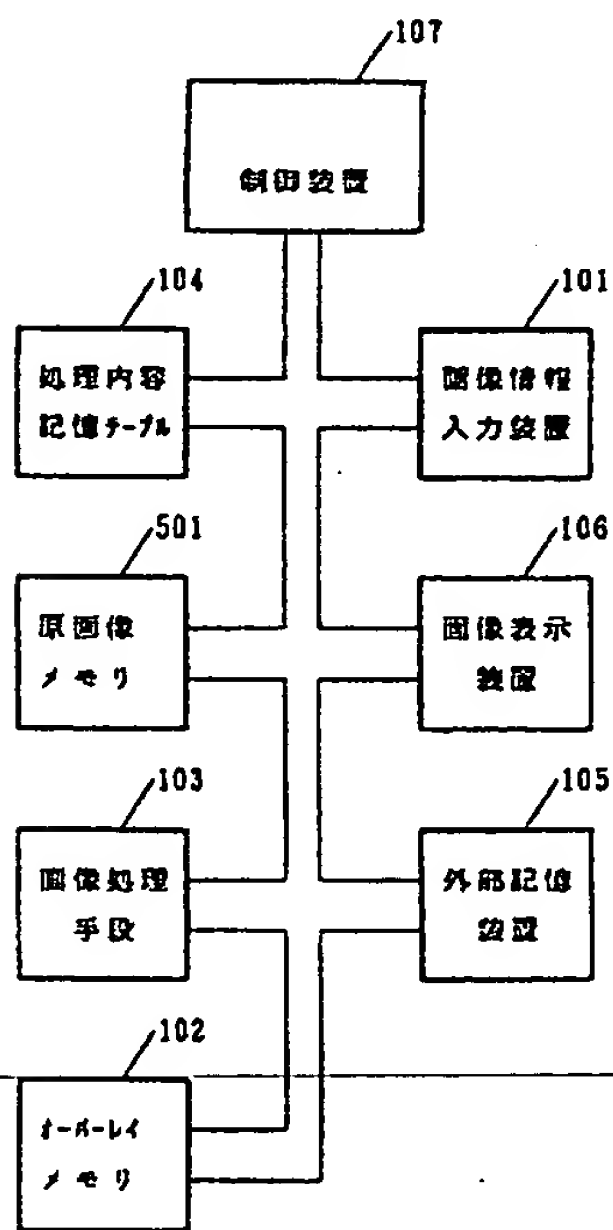 107
制御装置
104
処理内容
記憶テーブル
101
画像情報
入力装置
501
原画像
メモリ
106
画像表示
装置
103
画像処理
手段
105
外部記憶
装置
102
オーバーレイ
メモリ